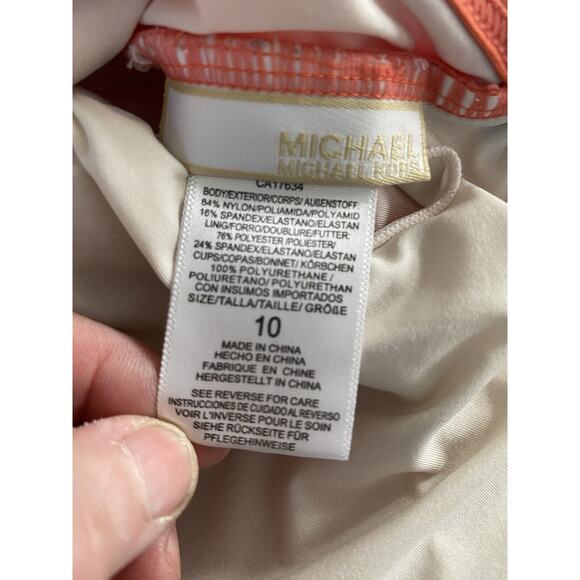 MICHAEL
MICHAEL KORS
CA17634
BODY/EXTERIOR/CORPS/ AUßENSTOFF:
84% NYLON/POLIAMIDA/POLYAMID
16% SPANDEX/ELASTANO/ELASTAN
LINIG/FORRO/DOUBLURE/FUTTER:
76% POLYESTER /POLIESTER/
24% SPANDEX/ELASTANO/ELASTAN
CUPS/COPAS/BONNET/ KÖRBCHEN
100% POLYURETHANE /
POLIURETANO/ POLYURETHAN
CON INSUMOS IMPORTADOS
SIZE/TALLA/TAILLE/ GRÖßE
10
MADE IN CHINA
HECHO EN CHINA
FABRIQUE EN CHINE
HERGESTELLT IN CHINA
SEE REVERSE FOR CARE
INSTRUCCIONES DE CUIDADO AL REVERSO
VOIR L'INVERSE POUR LE SOIN
SIEHE RÜCKSEITE FÜR
PFLEGEHINWEISE